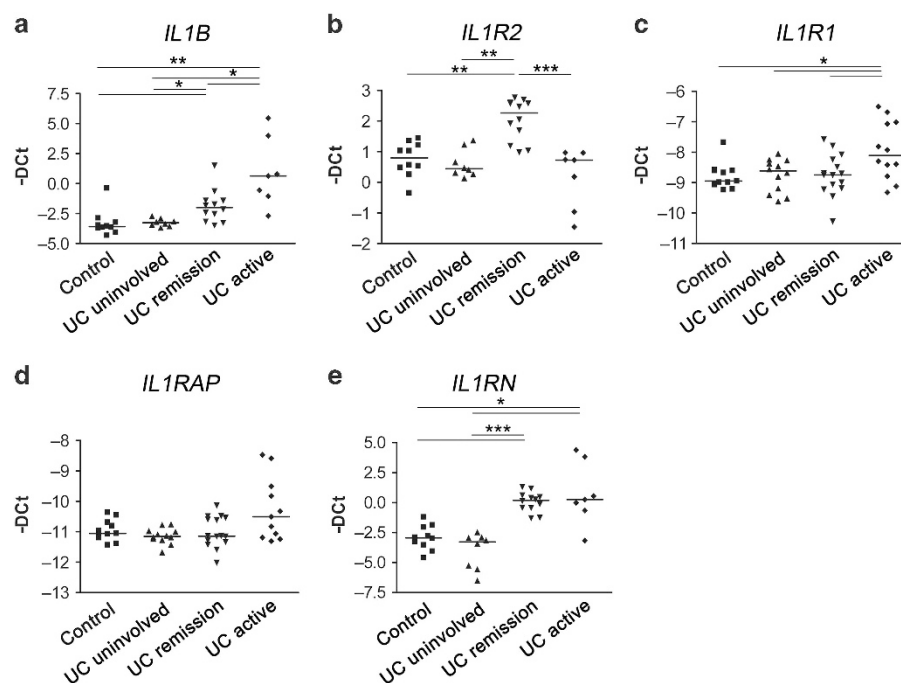 a
IL1B
**
*
*
-DCt
7.5
5.0
2.5
0.0
–2.5
–5.0
Control
UC uninvolved
UC remission
UC active
b
IL1R2
**
**
***
-DCt
3
2
1
0
–1
–2
Control
UC uninvolved
UC remission
UC active
c
IL1R1
*
-DCt
–6
–7
–8
–9
–10
–11
Control
UC uninvolved
UC remission
UC active
d
IL1RAP
-DCt
–8
–9
–10
–11
–12
–13
Control
UC uninvolved
UC remission
UC active
e
IL1RN
*
***
-DCt
5.0
2.5
0.0
–2.5
–5.0
–7.5
Control
UC uninvolved
UC remission
UC active